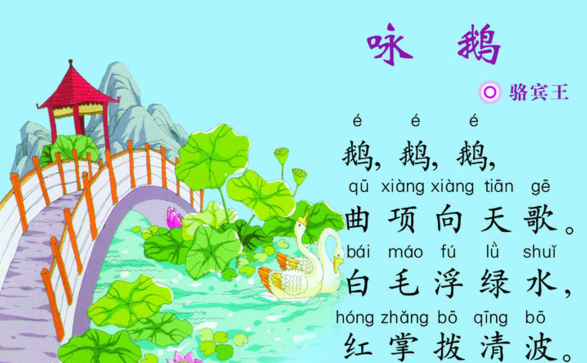 咏 鹅
骆宾王
é é é
鹅，鹅，鹅，
qū xiàng xiàng tiān gē
曲项向天歌。
bái máo fú lǜ shuǐ
白毛浮绿水，
hóng zhǎng bō qīng bō
红掌拨清波。